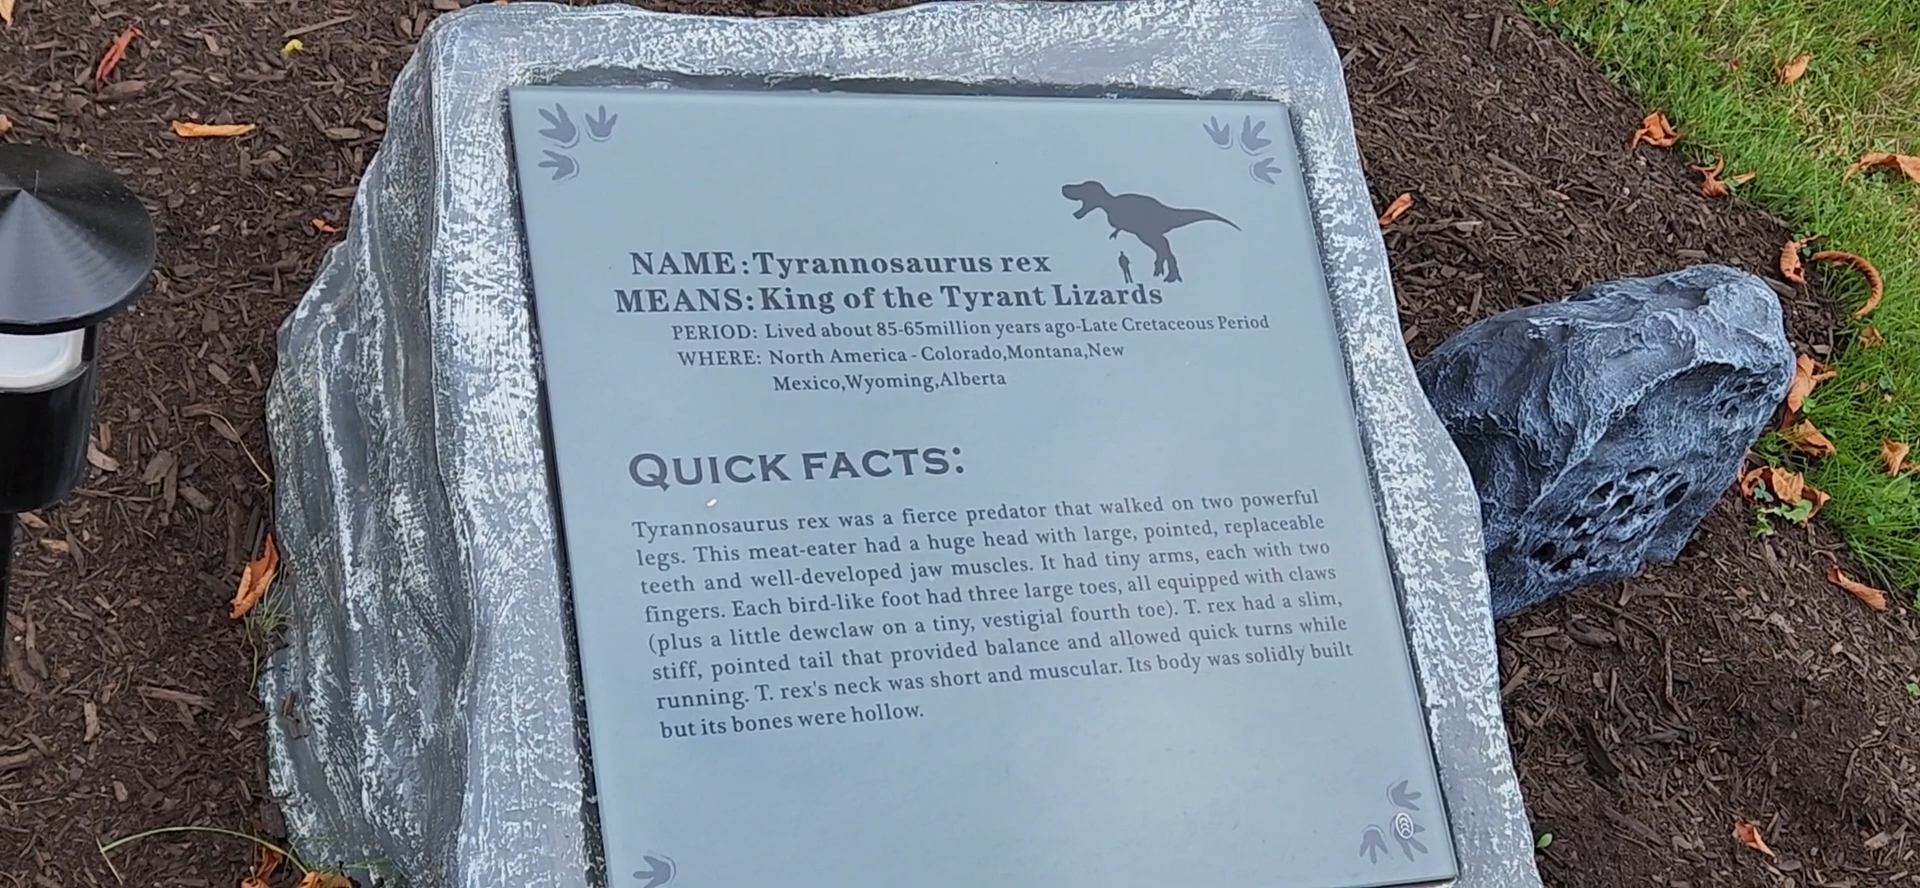 NAME:Tyrannosaurus rex
MEANS:King of the Tyrant Lizards
PERIOD: Lived about 85-65million years ago-Late Cretaceous Period
WHERE: North America - Colorado,Montana,New
Mexico,Wyoming,Alberta
QUICK FACTS:
Tyrannosaurus rex was a fierce predator that walked on two powerful
legs. This meat-eater had a huge head with large, pointed, replaceable
teeth and well-developed jaw muscles. It had tiny arms, each with two
fingers. Each bird-like foot had three large toes, all equipped with claws
(plus a little dewclaw on a tiny, vestigial fourth toe). T. rex had a slim,
stiff, pointed tail that provided balance and allowed quick turns while
running. T. rex's neck was short and muscular. Its body was solidly built
but its bones were hollow.